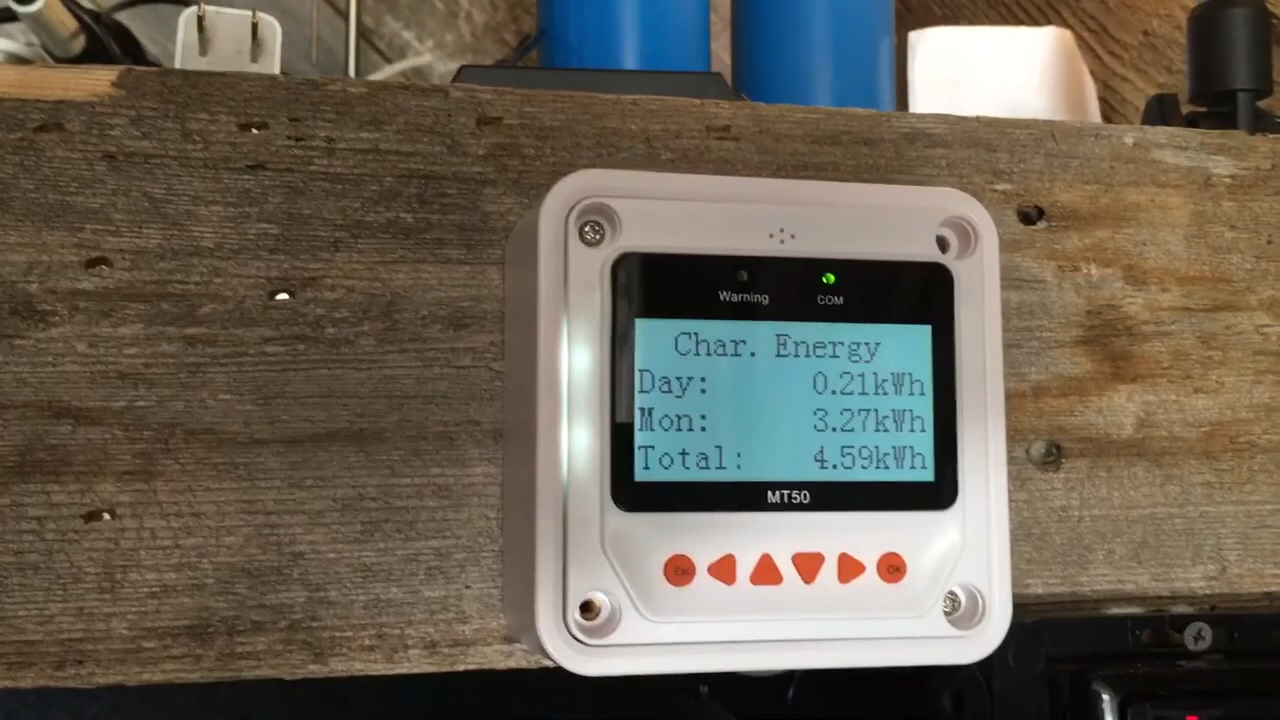 Warning COM
Char. Energy
Day: 0.21kWh
Mon: 3.27kWh
Total: 4.59kWh
MT50
Esc OK